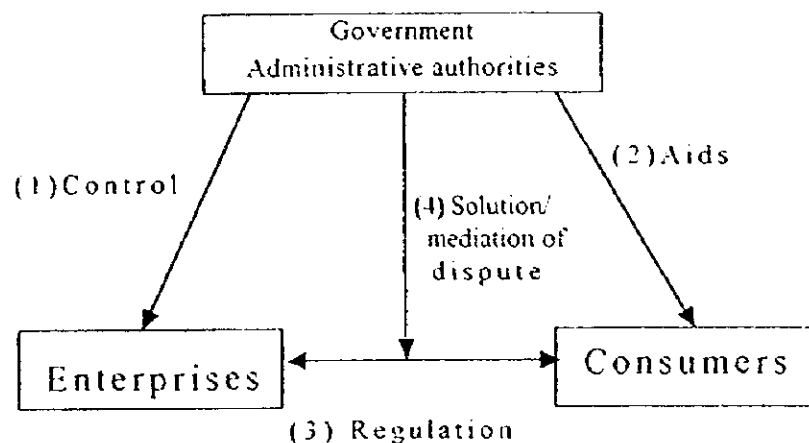 Government
Administrative authorities
(1) Control
(2) Aids
(4) Solution/
mediation of
dispute
Enterprises
Consumers
(3) Regulation